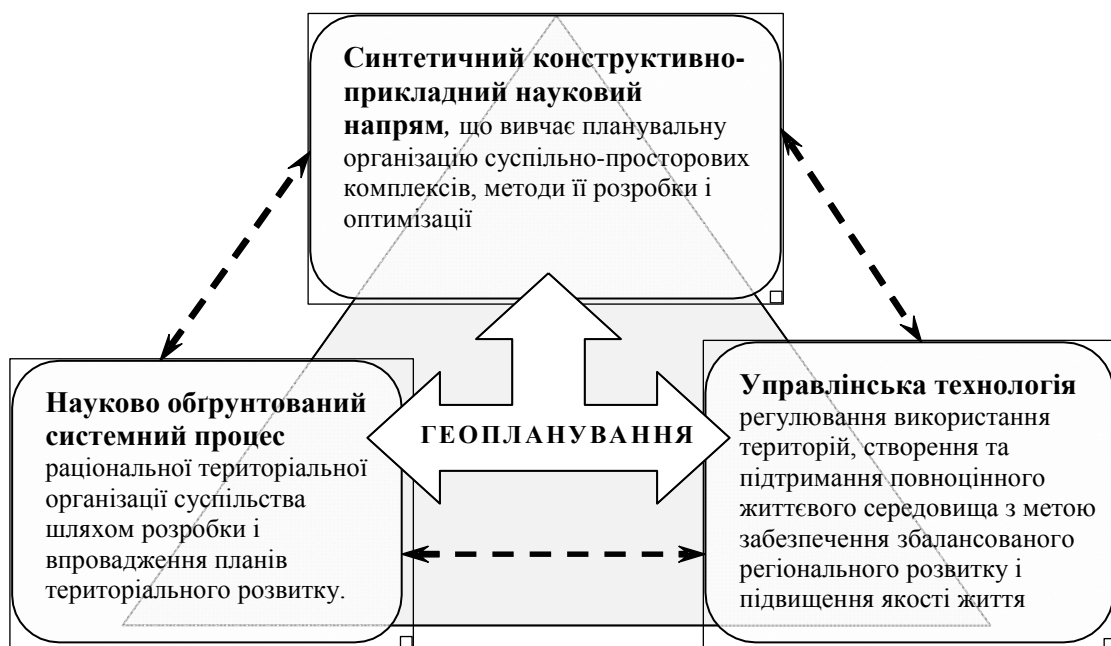 Синтетичний конструктивно-
прикладний науковий
напрям, що вивчає планувальну
організацію суспільно-просторових
комплексів, методи її розробки і
оптимізації
ГЕОПЛАНУВАННЯ
Науково обґрунтований
системний процес
раціональної територіальної
організації суспільства
шляхом розробки і
впровадження планів
територіального розвитку.
Управлінська технологія
регулювання використання
територій, створення та
підтримання повноцінного
життєвого середовища з метою
забезпечення збалансованого
регіонального розвитку і
підвищення якості життя